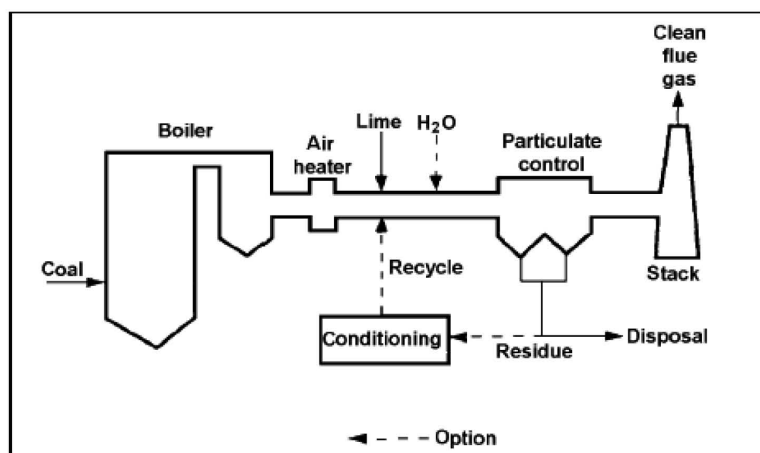 Clean
flue
gas
Boiler
Air
heater
Lime
H₂O
Particulate
control
Coal
Recycle
Stack
Conditioning
Residue
Disposal
Option